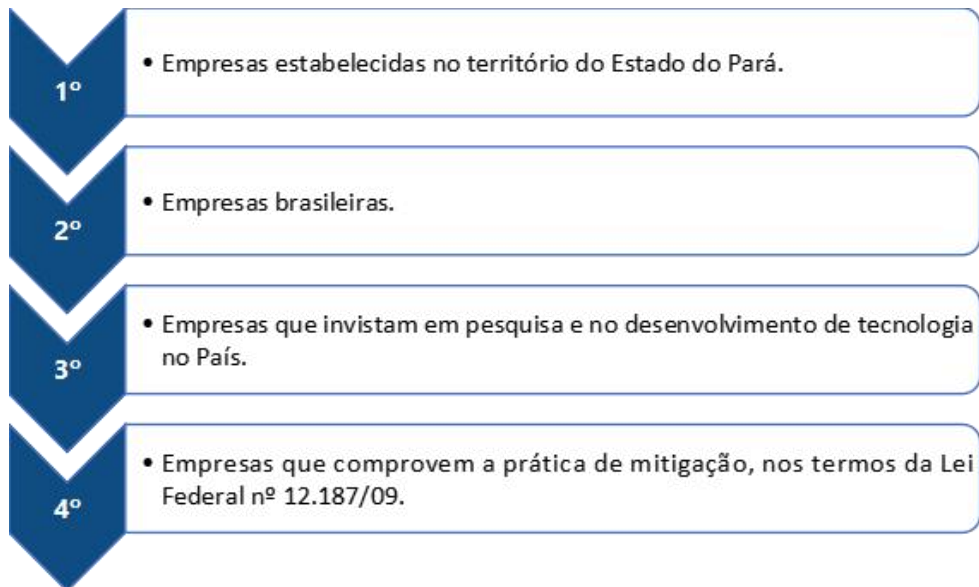 1º
• Empresas estabelecidas no território do Estado do Pará.
2º
• Empresas brasileiras.
3º
• Empresas que invistam em pesquisa e no desenvolvimento de tecnologia
no País.
4º
• Empresas que comprovem a prática de mitigação, nos termos da Lei
Federal nº 12.187/09.